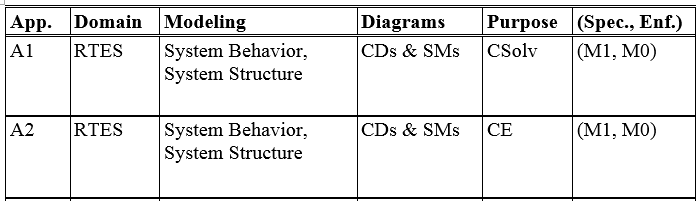 App. Domain Modeling Diagrams Purpose (Spec., Enf.)
A1 RTES System Behavior, CDs & SMs CSolv (M1, M0)
System Structure
A2 RTES System Behavior, CDs & SMs CE (M1, M0)
System Structure